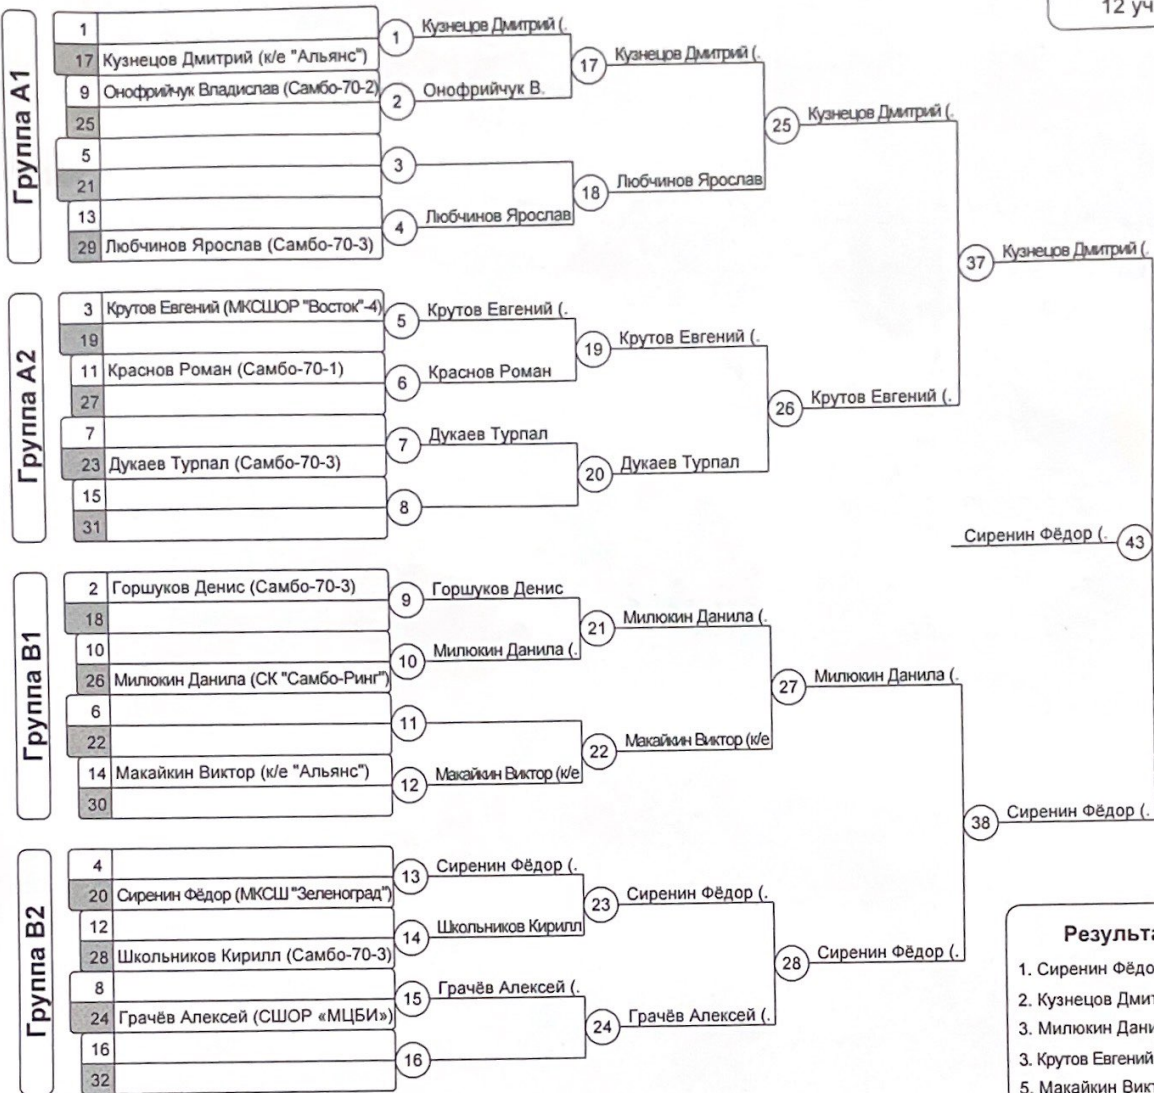 12 уч
Группа A1
1
17 Кузнецов Дмитрий (к/е "Альянс")
9 Онофрийчук Владислав (Самбо-70-2)
25
5
21
13
29 Любчинов Ярослав (Самбо-70-3)
1 Кузнецов Дмитрий (.
2 Онофрийчук В.
3
4 Любчинов Ярослав
17 Кузнецов Дмитрий (.
18 Любчинов Ярослав
25 Кузнецов Дмитрий (.
Группа A2
3 Крутов Евгений (МКСШОР "Восток"-4)
19
11 Краснов Роман (Самбо-70-1)
27
7
23 Дукаев Турпал (Самбо-70-3)
15
31
5 Крутов Евгений (.
6 Краснов Роман
7 Дукаев Турпал
8
19 Крутов Евгений (.
20 Дукаев Турпал
26 Крутов Евгений (.
37 Кузнецов Дмитрий (.
Сиренин Фёдор (. 43
Группа B1
2 Горшуков Денис (Самбо-70-3)
18
10
26 Милюкин Данила (СК "Самбо-Ринг")
6
22
14 Макайкин Виктор (к/е "Альянс")
30
9 Горшуков Денис
10 Милюкин Данила (.
11
12 Макайкин Виктор (к/е
21 Милюкин Данила (.
22 Макайкин Виктор (к/е
27 Милюкин Данила (.
Группа B2
4
20 Сиренин Фёдор (МКСШ "Зеленоград")
12
28 Школьников Кирилл (Самбо-70-3)
8
24 Грачёв Алексей (СШОР «МЦБИ»)
16
32
13 Сиренин Фёдор (.
14 Школьников Кирилл
15 Грачёв Алексей (.
16
23 Сиренин Фёдор (.
24 Грачёв Алексей (.
28 Сиренин Фёдор (.
38 Сиренин Фёдор (.
Результа
1. Сиренин Фёдо
2. Кузнецов Дмит
3. Милюкин Дани
3. Крутов Евгений
5. Макайкин Викт